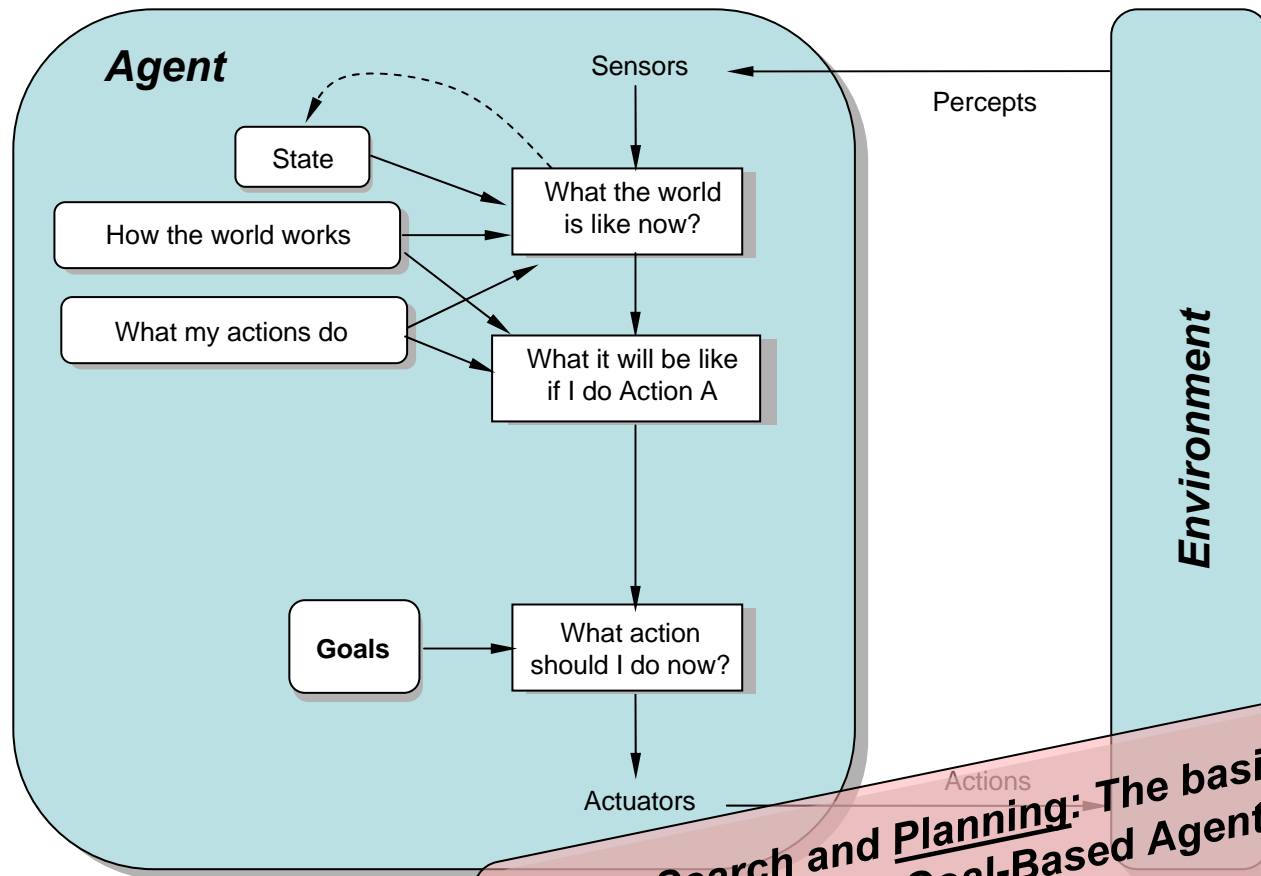 Agent
Sensors
Percepts
State
What the world
is like now?
How the world works
What my actions do
What it will be like
if I do Action A
Environment
Goals
What action
should I do now?
Actuators
Actions
Search and Planning: The basi
Goal-Based Agent